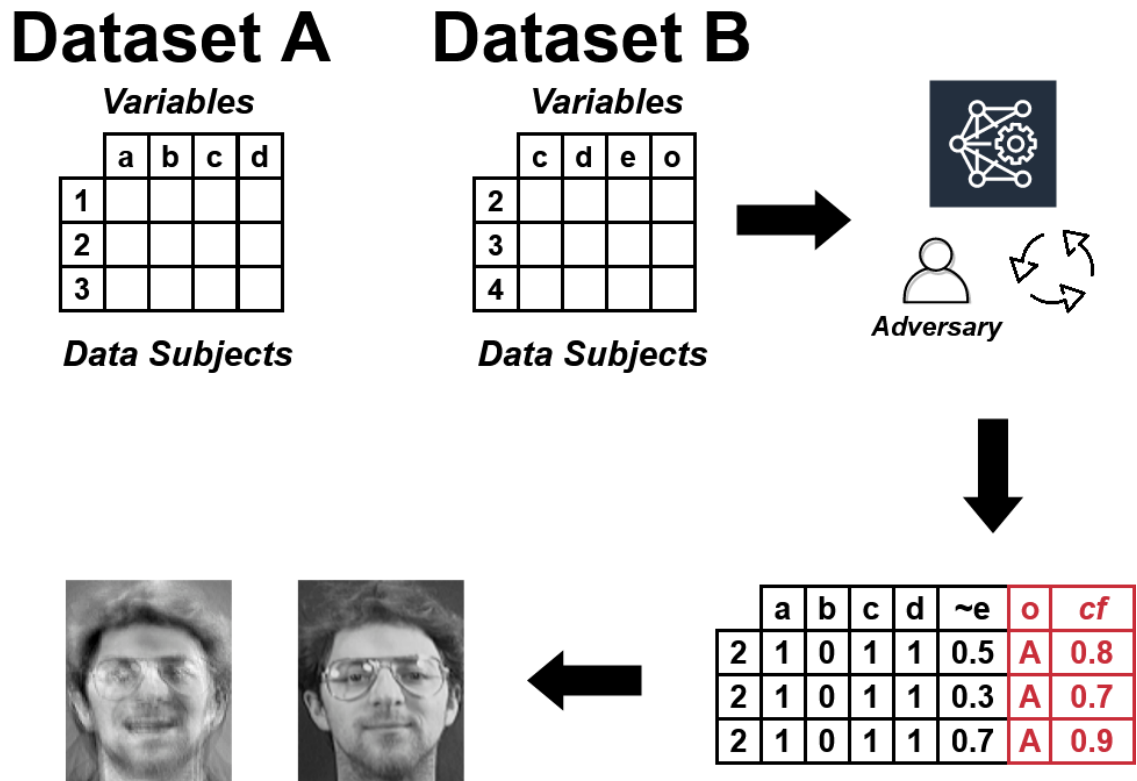 Dataset A
Variables
a b c d
1
2
3
Data Subjects
Dataset B
Variables
c d e o
2
3
4
Data Subjects
Adversary
a b c d ~e o cf
2 1 0 1 1 0.5 A 0.8
2 1 0 1 1 0.3 A 0.7
2 1 0 1 1 0.7 A 0.9